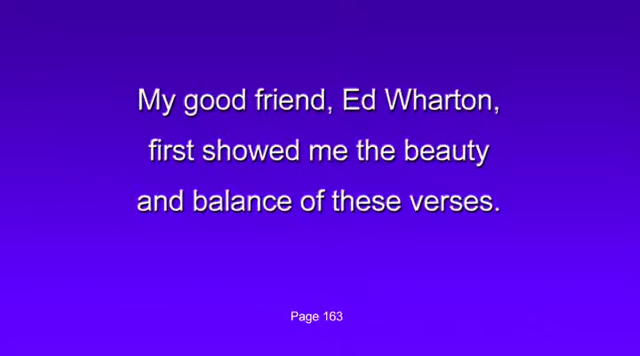 My good friend, Ed Wharton,
first showed me the beauty
and balance of these verses.
Page 163